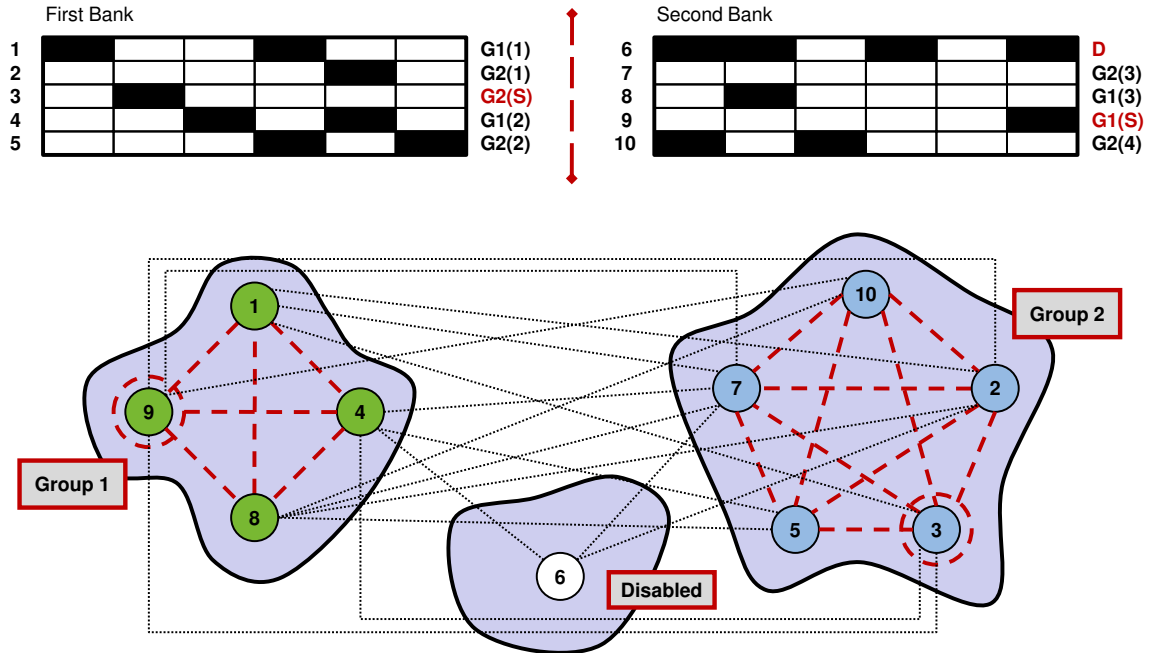 First Bank
Second Bank
1 G1(1)
2 G2(1)
3 G2(S)
4 G1(2)
5 G2(2)
6 D
7 G2(3)
8 G1(3)
9 G1(S)
10 G2(4)
1
10
Group 2
7
2
9
4
Group 1
8
5
3
6
Disabled